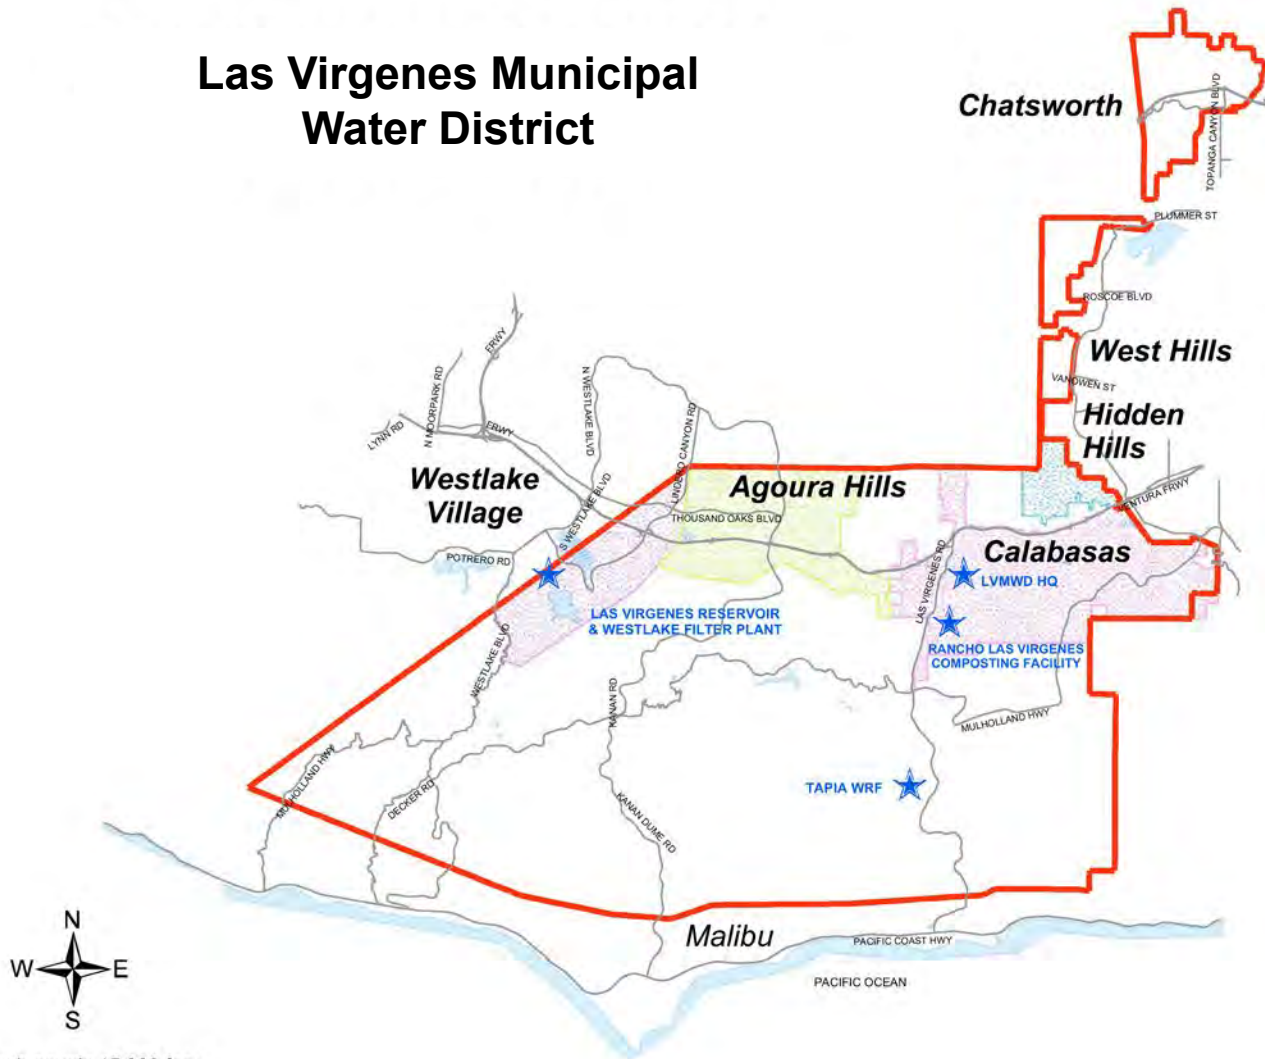 Las Virgenes Municipal
Water District
Chatsworth
TOPANGA CANYON BLVD
PLUMMER ST
ROSCOE BLVD
West Hills
VANOWEN ST
Hidden
Hills
FRWY
N MOORPARK RD
LYNN RD
FRWY
N WESTLAKE BLVD
LINDERO CANYON RD
Westlake
Village
Agoura Hills
S WESTLAKE BLVD
THOUSAND OAKS BLVD
VENTURA FRWY
POTRERO RD
Calabasas
LAS VIRGENES RD
LVMWD HQ
LAS VIRGENES RESERVOIR
& WESTLAKE FILTER PLANT
RANCHO LAS VIRGENES
COMPOSTING FACILITY
WESTLAKE BLVD
KANAN RD
MULHOLLAND HWY
MULHOLLAND HWY
DECKER RD
TAPIA WRF
KANAN DUME RD
Malibu
PACIFIC COAST HWY
PACIFIC OCEAN
N
W E
S